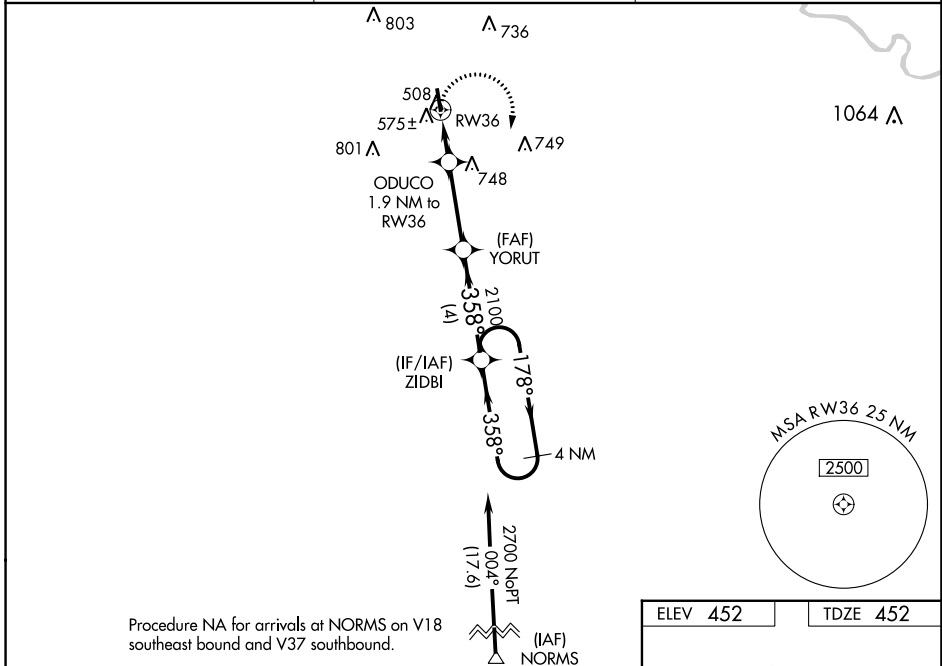 803
736
508
575±
RW36
1064
801
749
748
ODUCO
1.9 NM to
RW36
(FAF)
YORUT
2100
358°
(4)
(IF/IAF)
ZIDBI
178°
358°
4 NM
MSA RW36 25 NM
2500
2700 NoPT
004°
(17.6)
Procedure NA for arrivals at NORMS on V18
southeast bound and V37 southbound.
(IAF)
NORMS
ELEV 452
TDZE 452